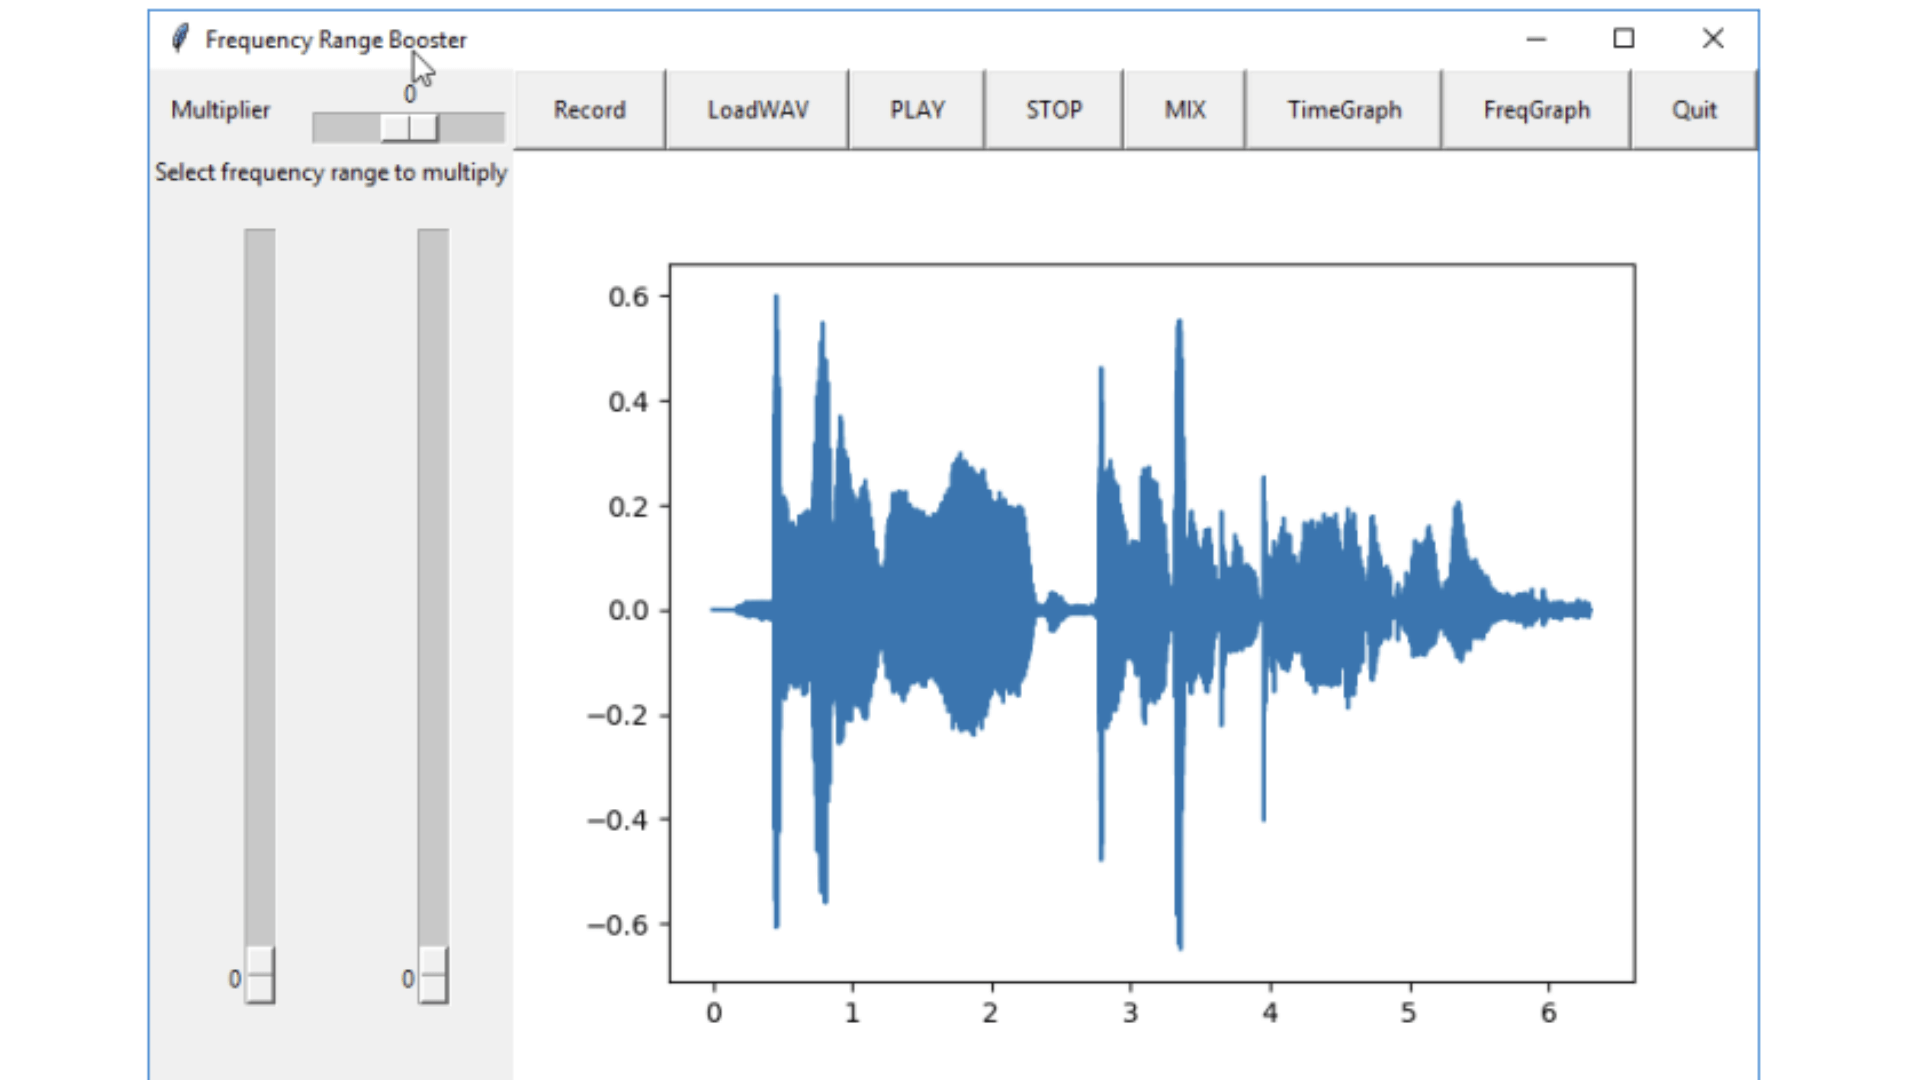 Frequency Range Booster
Multiplier 0 Record LoadWAV PLAY STOP MIX TimeGraph FreqGraph Quit
Select frequency range to multiply
0.6
0.4
0.2
0.0
−0.2
−0.4
−0.6
0 0
0 1 2 3 4 5 6